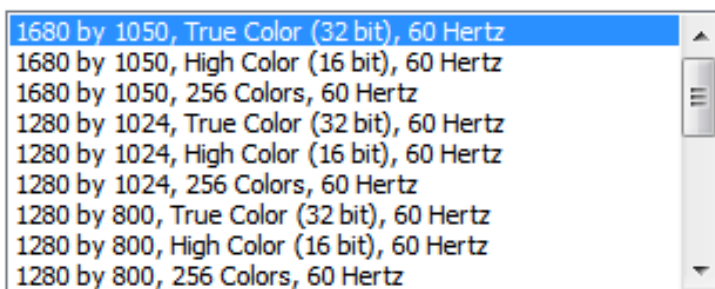 1680 by 1050, True Color (32 bit), 60 Hertz
1680 by 1050, High Color (16 bit), 60 Hertz
1680 by 1050, 256 Colors, 60 Hertz
1280 by 1024, True Color (32 bit), 60 Hertz
1280 by 1024, High Color (16 bit), 60 Hertz
1280 by 1024, 256 Colors, 60 Hertz
1280 by 800, True Color (32 bit), 60 Hertz
1280 by 800, High Color (16 bit), 60 Hertz
1280 by 800, 256 Colors, 60 Hertz